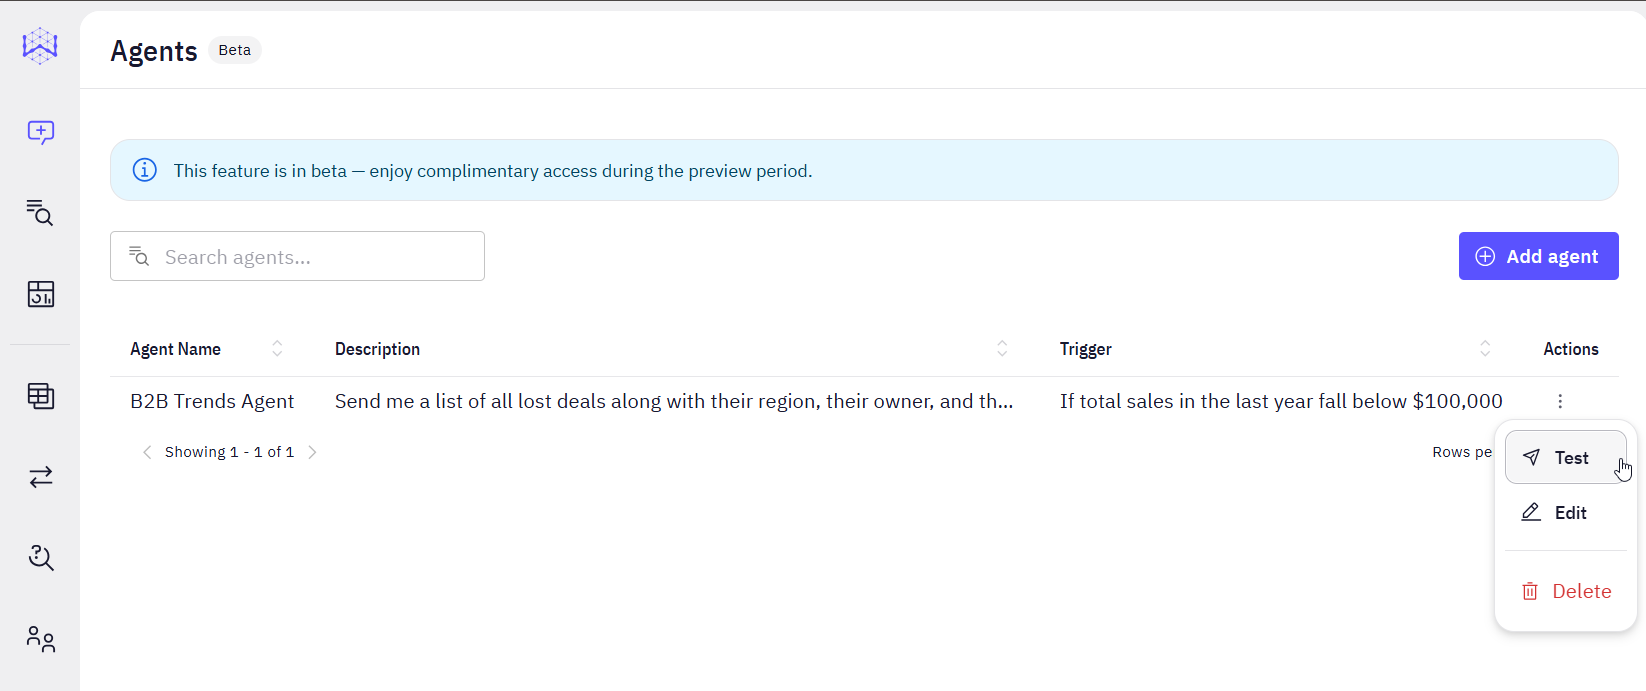 Agents Beta
This feature is in beta — enjoy complimentary access during the preview period.
Search agents...
Add agent
Agent Name Description Trigger Actions
B2B Trends Agent Send me a list of all lost deals along with their region, their owner, and th... If total sales in the last year fall below $100,000
Showing 1 - 1 of 1 Rows pe
Test
Edit
Delete